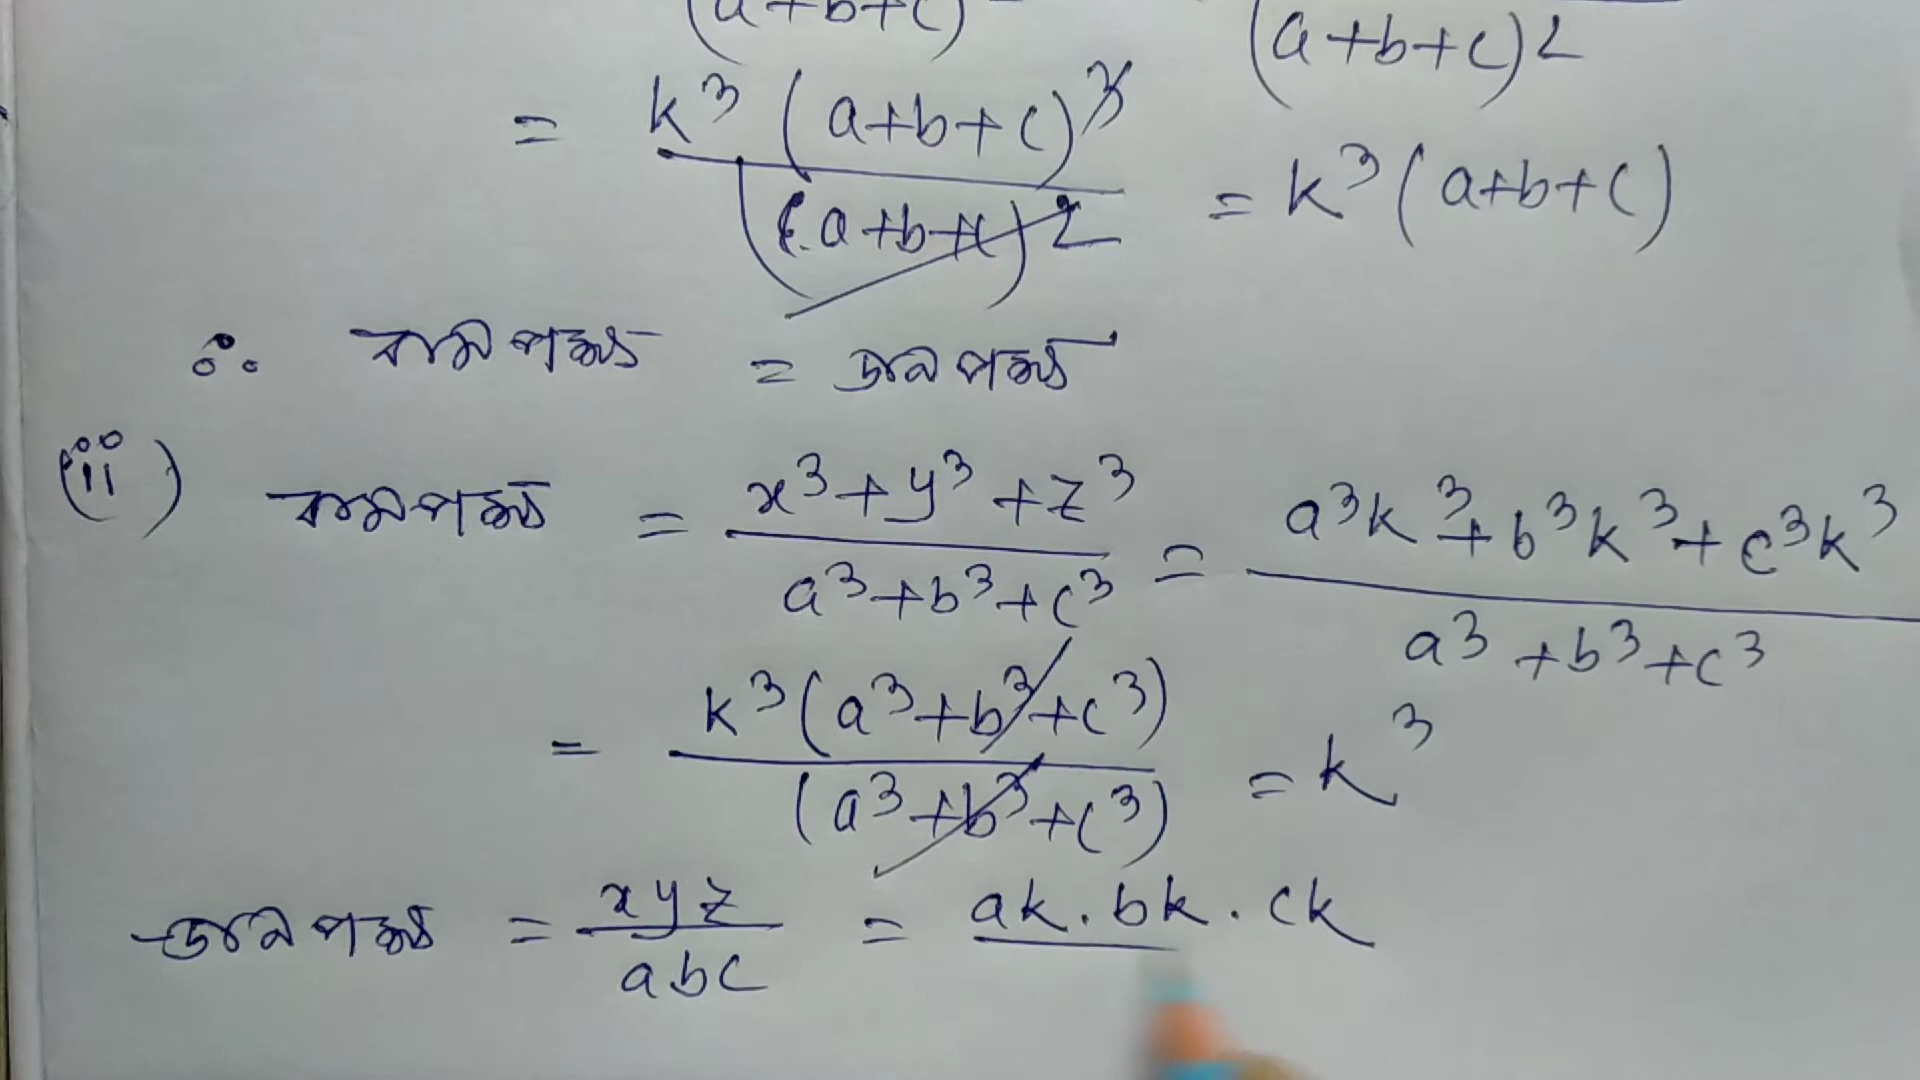 (a+b+c) (a+b+c)2
= k³(a+b+c)³ / (a+b+c)2 = k³(a+b+c)
∴ বামপক্ষ = ডানপক্ষ
(ii) বামপক্ষ = x³+y³+z³ / a³+b³+c³ = a³k³+b³k³+c³k³ / a³+b³+c³
= k³(a³+b³+c³) / (a³+b³+c³) = k³
ডানপক্ষ = xyz / abc = ak.bk.ck